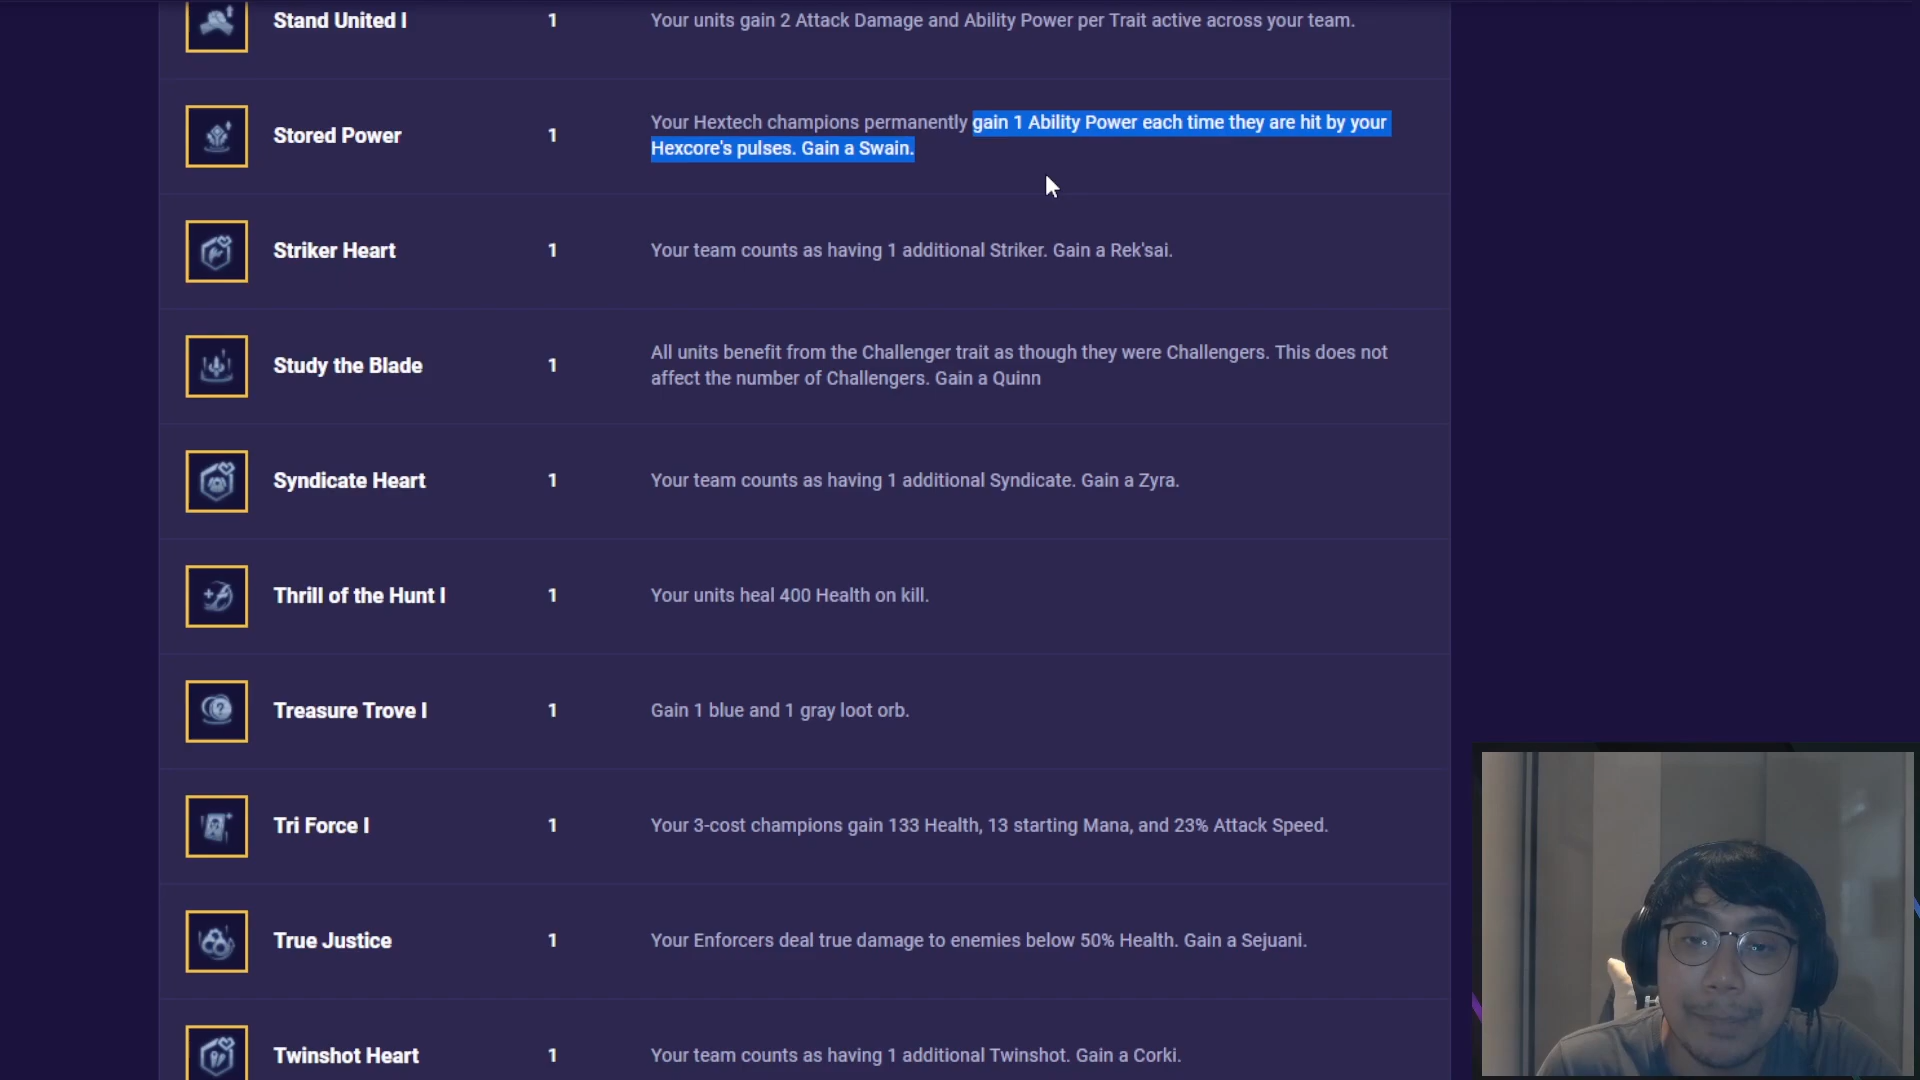 Stand United I 1 Your units gain 2 Attack Damage and Ability Power per Trait active across your team.
Stored Power 1 Your Hextech champions permanently gain 1 Ability Power each time they are hit by your
Hexcore's pulses. Gain a Swain.
Striker Heart 1 Your team counts as having 1 additional Striker. Gain a Rek'sai.
Study the Blade 1 All units benefit from the Challenger trait as though they were Challengers. This does not
affect the number of Challengers. Gain a Quinn
Syndicate Heart 1 Your team counts as having 1 additional Syndicate. Gain a Zyra.
Thrill of the Hunt I 1 Your units heal 400 Health on kill.
Treasure Trove I 1 Gain 1 blue and 1 gray loot orb.
Tri Force I 1 Your 3-cost champions gain 133 Health, 13 starting Mana, and 23% Attack Speed.
True Justice 1 Your Enforcers deal true damage to enemies below 50% Health. Gain a Sejuani.
Twinshot Heart 1 Your team counts as having 1 additional Twinshot. Gain a Corki.